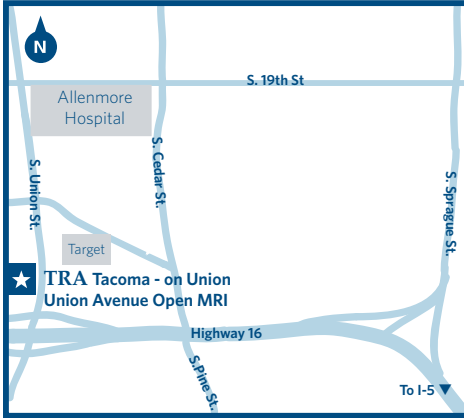 N
S. 19th St
Allenmore
Hospital
S. Union St.
S. Cedar St.
S. Sprague St.
Target
TRA Tacoma - on Union
Union Avenue Open MRI
Highway 16
S.Pine St.
To I-5